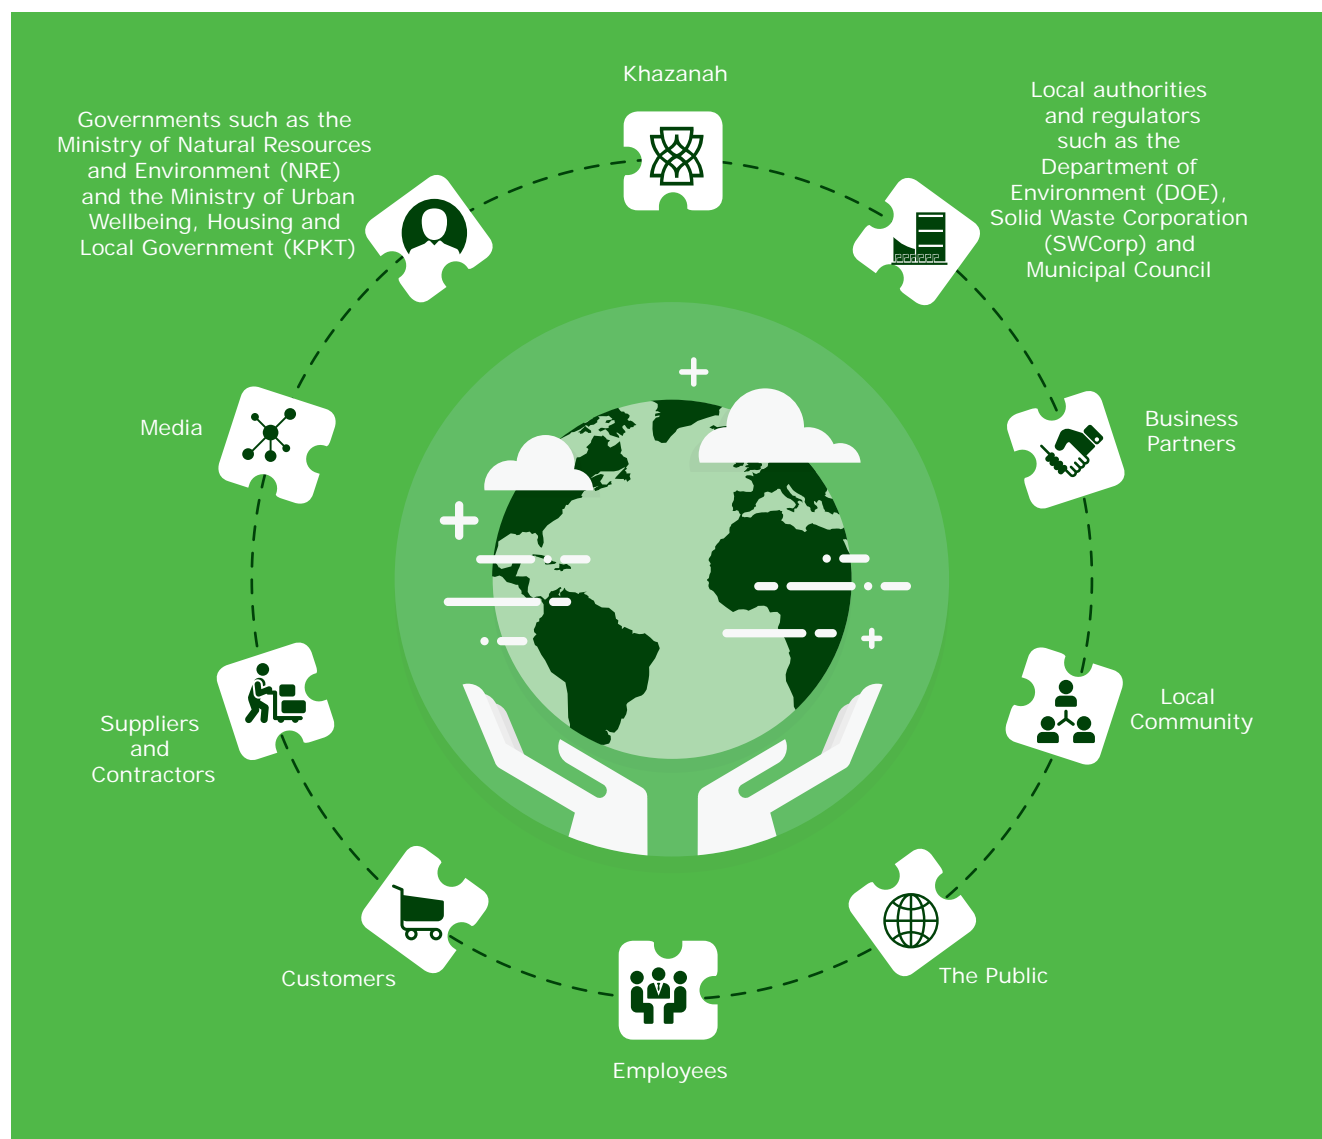 Khazanah
Local authorities
and regulators
such as the
Department of
Environment (DOE),
Solid Waste Corporation
(SWCorp) and
Municipal Council
Business
Partners
Local
Community
The Public
Employees
Customers
Suppliers
and
Contractors
Media
Governments such as the
Ministry of Natural Resources
and Environment (NRE)
and the Ministry of Urban
Wellbeing, Housing and
Local Government (KPKT)